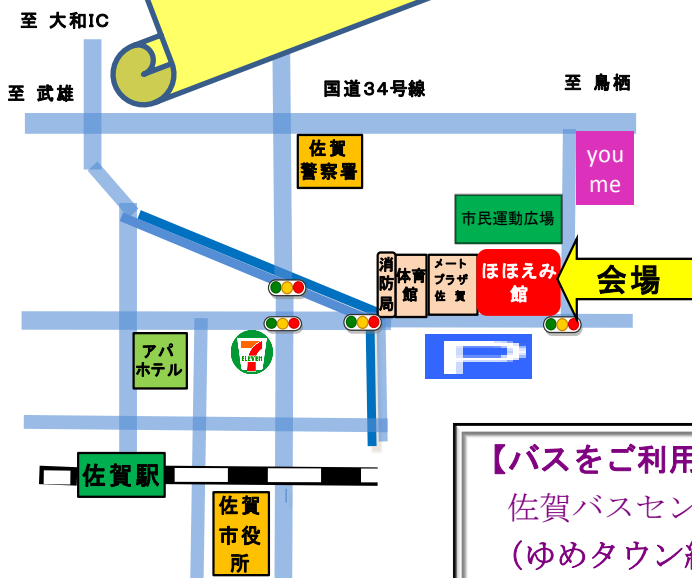 至 大和IC
至 武雄
国道34号線
至 鳥栖
佐賀
警察署
you
me
市民運動広場
消
防
局
体育
館
メート
プラザ
佐 賀
ほほえみ
館
会場
アパ
ホテル
7
ELEVEN
P
佐賀駅
佐賀
市役
所
【バスをご利用
佐賀バスセン
(ゆめタウン